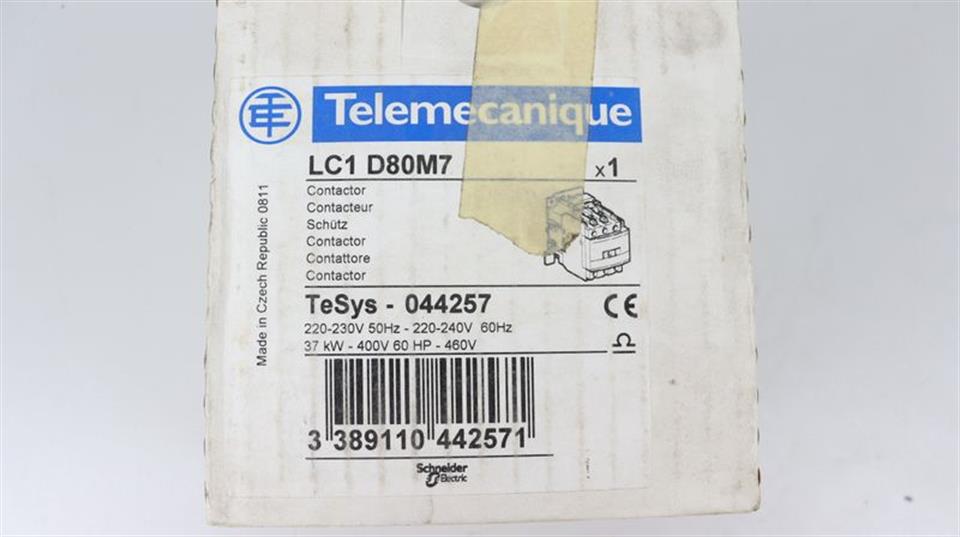 Telemecanique
LC1 D80M7 x1
Contactor
Contacteur
Schütz
Contactor
Contattore
Contactor
TeSys - 044257
220-230V 50Hz - 220-240V 60Hz
37 kW - 400V 60 HP - 460V
3 389110 442571
Schneider
Electric
Made in Czech Republic 0811
CE